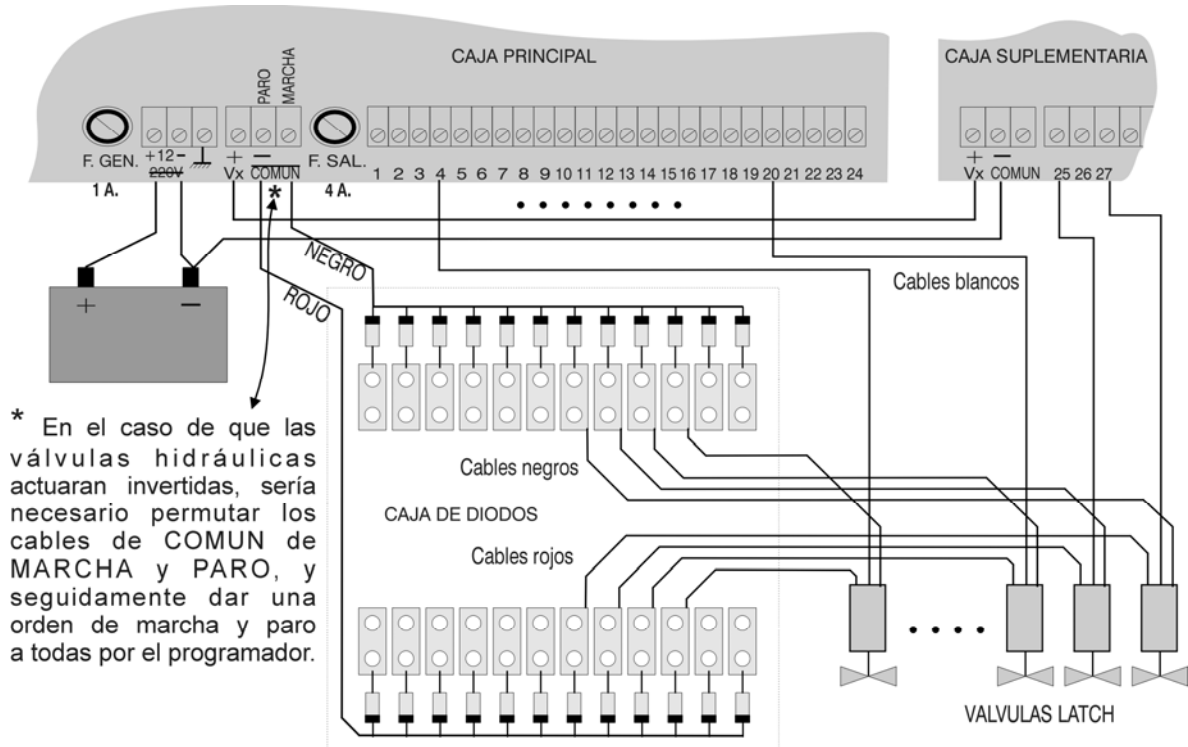 CAJA PRINCIPAL
CAJA SUPLEMENTARIA
PARO
MARCHA
F. GEN.
+12-
220V
1 A.
+ -
Vx COMUN
*
F. SAL.
4 A.
1 2 3 4 5 6 7 8 9 10 11 12 13 14 15 16 17 18 19 20 21 22 23 24
+ -
Vx COMUN
25 26 27
NEGRO
ROJO
Cables blancos
+ -
* En el caso de que las
válvulas hidráulicas
actuaran invertidas, sería
necesario permutar los
cables de COMUN de
MARCHA y PARO, y
seguidamente dar una
orden de marcha y paro
a todas por el programador.
Cables negros
CAJA DE DIODOS
Cables rojos
VALVULAS LATCH